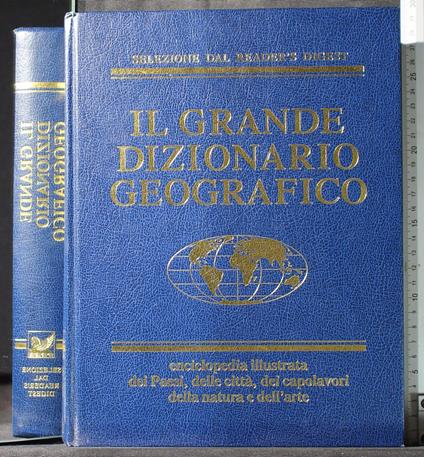 SELEZIONE DAL READER'S DIGEST
IL GRANDE
DIZIONARIO
GEOGRAFICO
enciclopedia illustrata
dei Paesi, delle città, dei capolavori
della natura e dell'arte
IL GRANDE
DIZIONARIO
GEOGRAFICO
SELEZIONE
DAL
READER'S
DIGEST